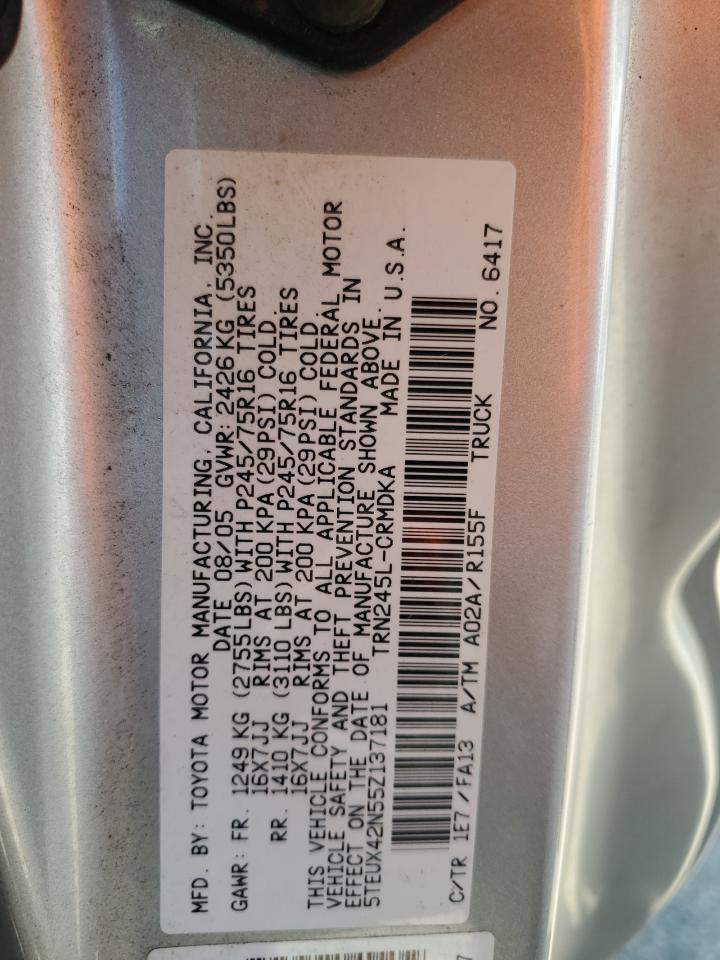 MFD. BY: TOYOTA MOTOR MANUFACTURING, CALIFORNIA, INC.
DATE 08/05 GVWR: 2426 KG (5350LBS)
GAWR: FR. 1249 KG (2755LBS) WITH P245/75R16 TIRES
16X7JJ RIMS AT 200 KPA (29PSI) COLD.
RR. 1410 KG (3110 LBS) WITH P245/75R16 TIRES
16X7JJ RIMS AT 200 KPA (29PSI) COLD.
THIS VEHICLE CONFORMS TO ALL APPLICABLE FEDERAL MOTOR
VEHICLE SAFETY AND THEFT PREVENTION STANDARDS IN
EFFECT ON THE DATE OF MANUFACTURE SHOWN ABOVE.
5TEUX42N55Z137181 TRN245L-CRMDKA MADE IN U.S.A.
C/TR 1E7/FA13 A/TM A02A/R155F TRUCK NO. 6417